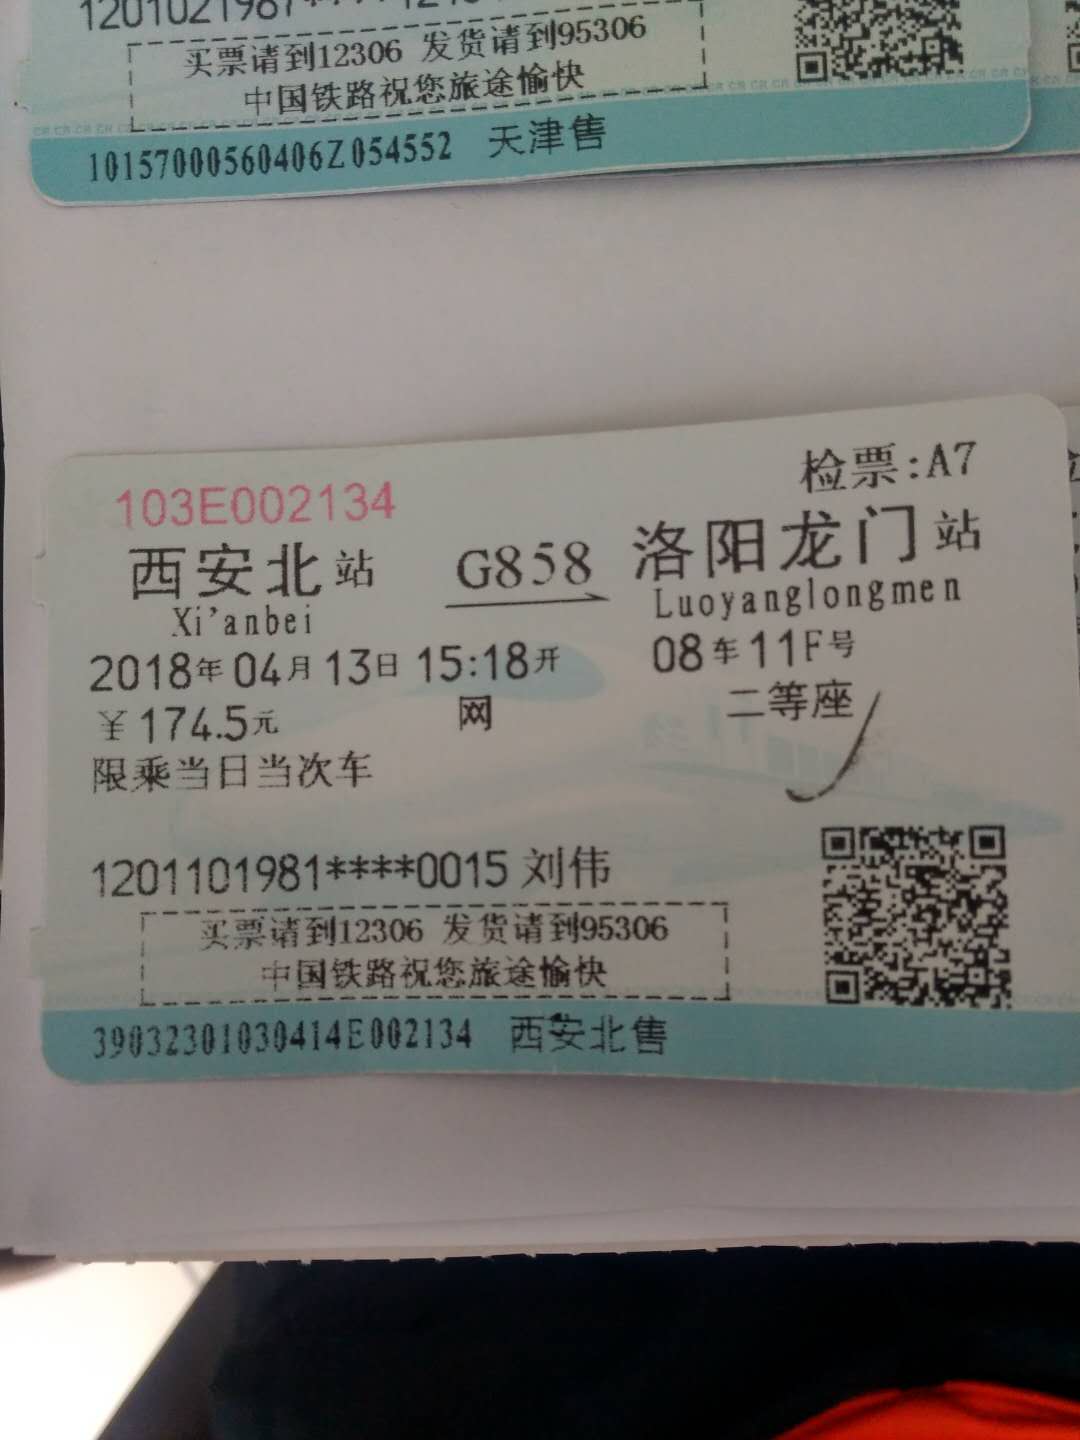 买票请到12306 发货请到95306
中国铁路祝您旅途愉快
10157000560406Z054552 天津售
103E002134
检票:A7
西安北站 G858 洛阳龙门站
Xi'anbei Luoyanglongmen
2018年04月13日 15:18开 08车11F号
￥174.5元 网 二等座
限乘当日当次车
1201101981****0015 刘伟
买票请到12306 发货请到95306
中国铁路祝您旅途愉快
39032301030414E002134 西安北售